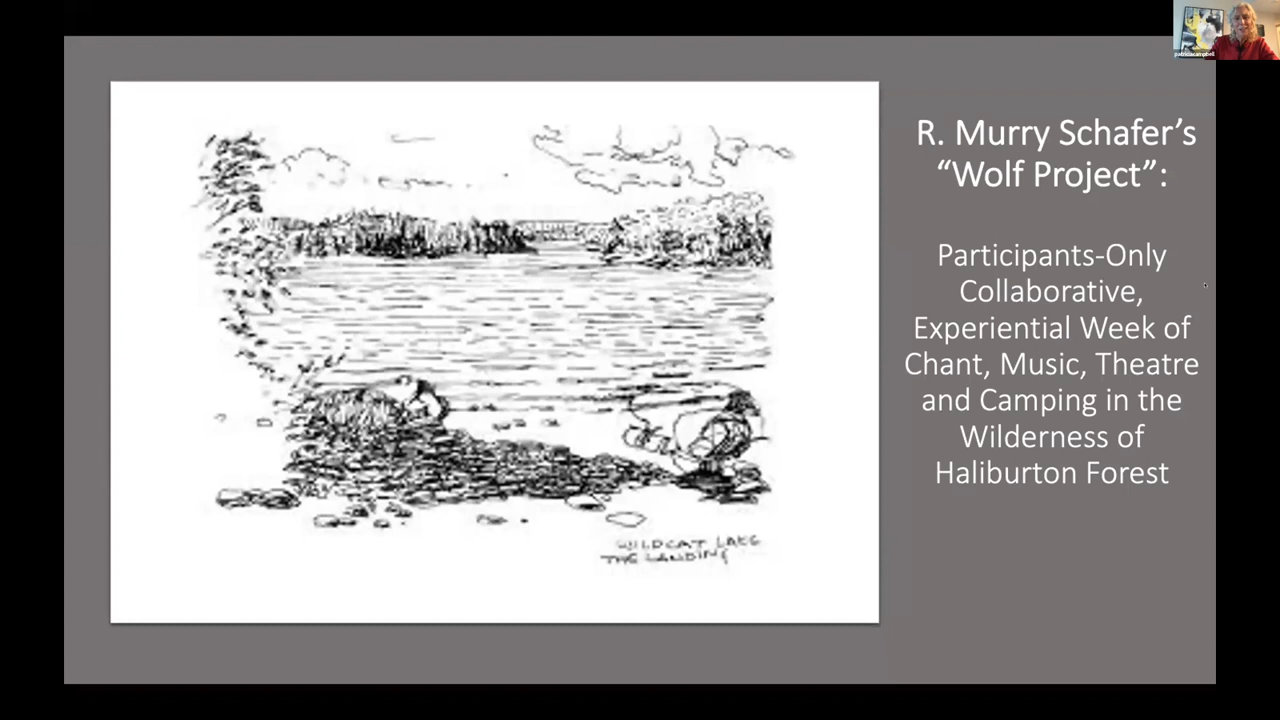 patriciacampbell
R. Murry Schafer’s
“Wolf Project”:
Participants-Only
Collaborative,
Experiential Week of
Chant, Music, Theatre
and Camping in the
Wilderness of
Haliburton Forest
WILDCAT LAKE
THE LANDING